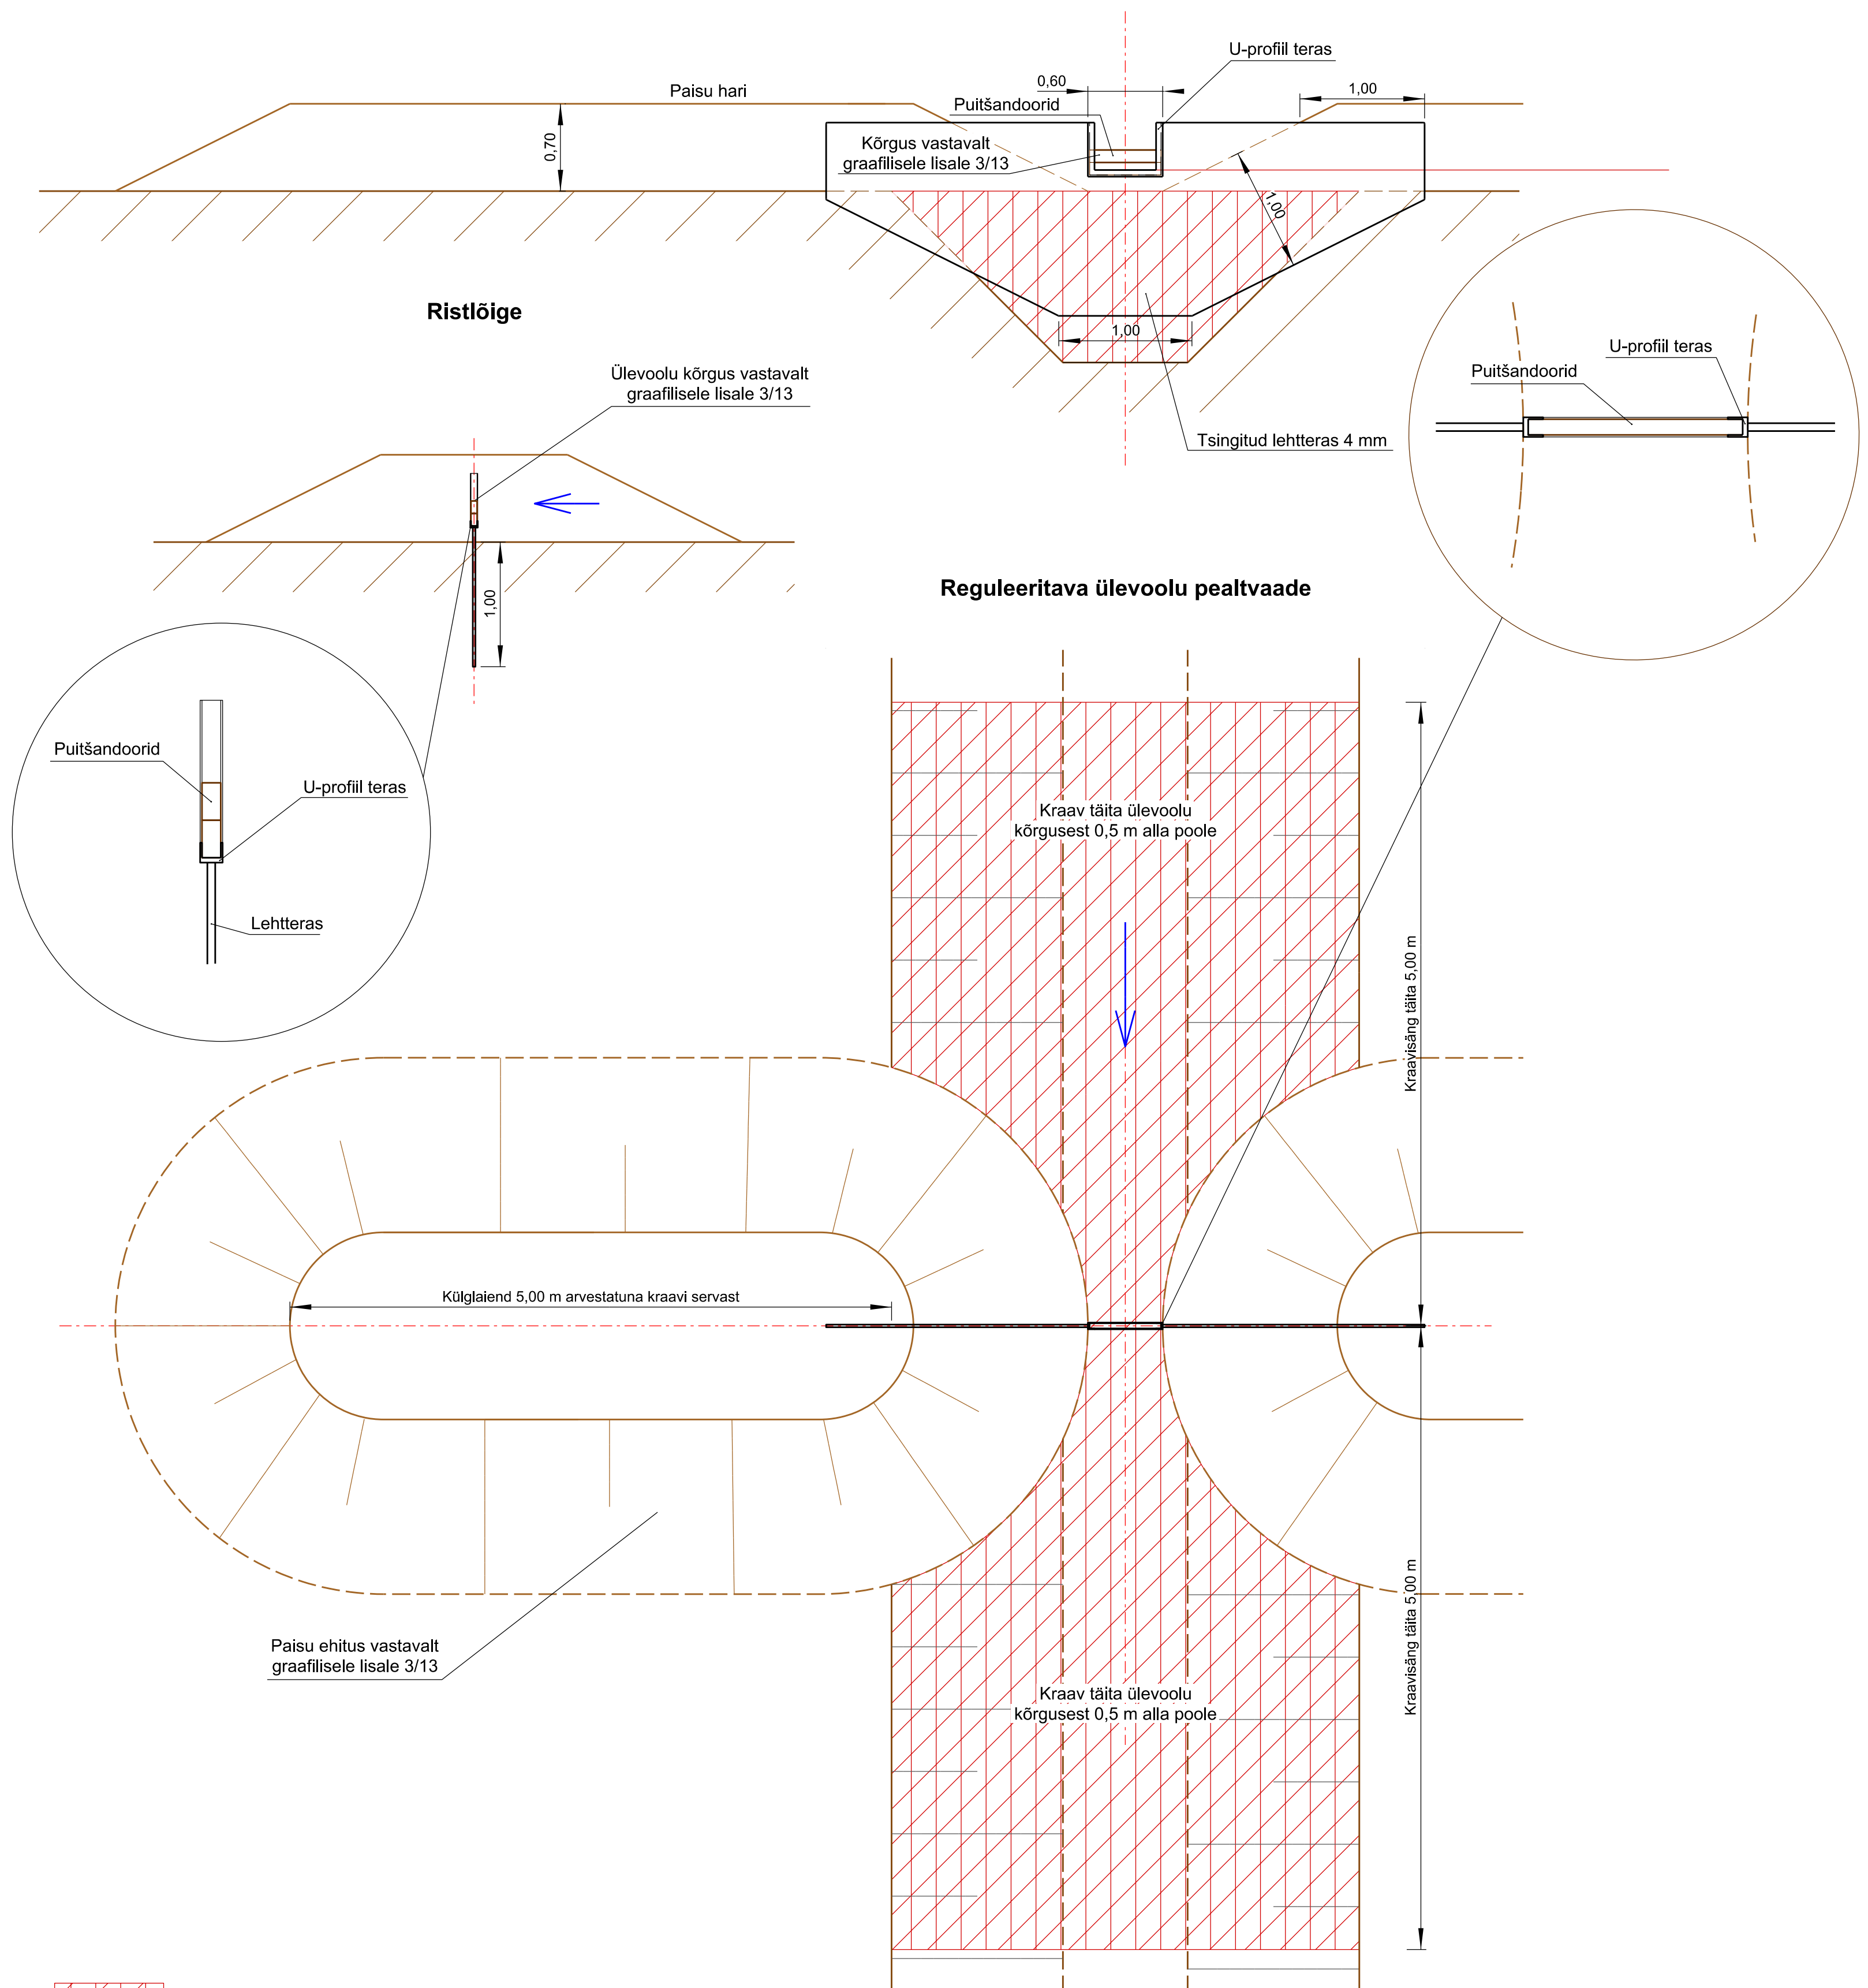 U-profiil teras
0,60
1,00
Paisu hari
Puitšandoorid
0,70
Kõrgus vastavalt
graafilisele lisale 3/13
1,00
Ristlõige
1,00
U-profiil teras
Puitšandoorid
Ülevoolu kõrgus vastavalt
graafilisele lisale 3/13
Tsingitud lehtteras 4 mm
1,00
Reguleeritava ülevoolu pealtvaade
Puitšandoorid
U-profiil teras
Lehtteras
Kraav täita ülevoolu
kõrgusest 0,5 m alla poole
Kraavisäng täita 5,00 m
Külglaiend 5,00 m arvestatuna kraavi servast
Kraavisäng täita 5,00 m
Paisu ehitus vastavalt
graafilisele lisale 3/13
Kraav täita ülevoolu
kõrgusest 0,5 m alla poole